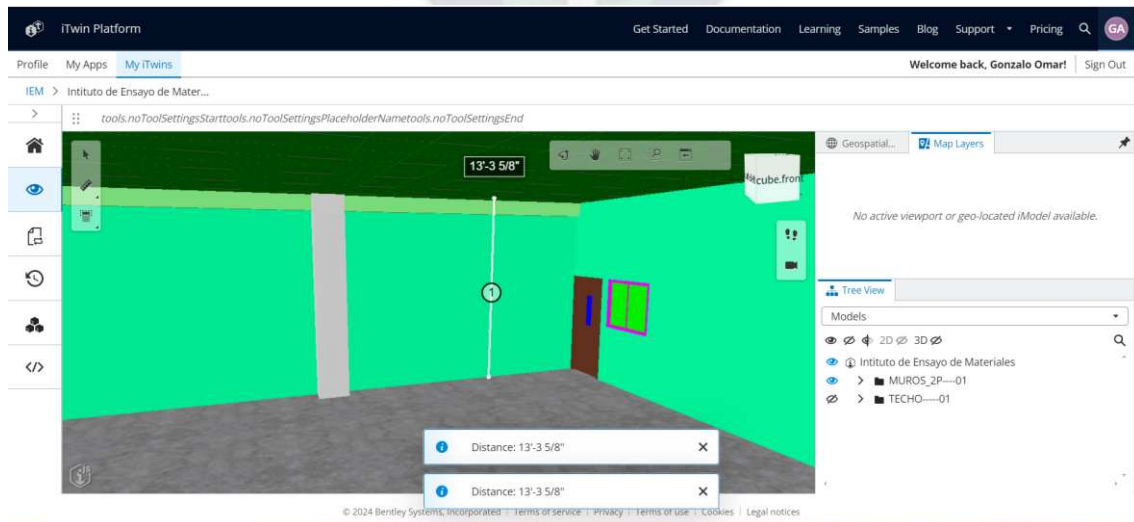 iTwin Platform
Get Started Documentation Learning Samples Blog Support Pricing GA
Profile My Apps My iTwins
Welcome back, Gonzalo Omar! Sign Out
IEM > Intituto de Ensayo de Mater...
tools.noToolSettingsStarttools.noToolSettingsPlaceholderNametools.noToolSettingsEnd
13'-3 5/8"
cube.front
1
Geospatial... Map Layers
No active viewport or geo-located iModel available.
Tree View
Models
2D 3D
Intituto de Ensayo de Materiales
MUROS_2P----01
TECHO-----01
Distance: 13'-3 5/8"
Distance: 13'-3 5/8"
© 2024 Bentley Systems, Incorporated | Terms of service | Privacy | Terms of use | Cookies | Legal notices